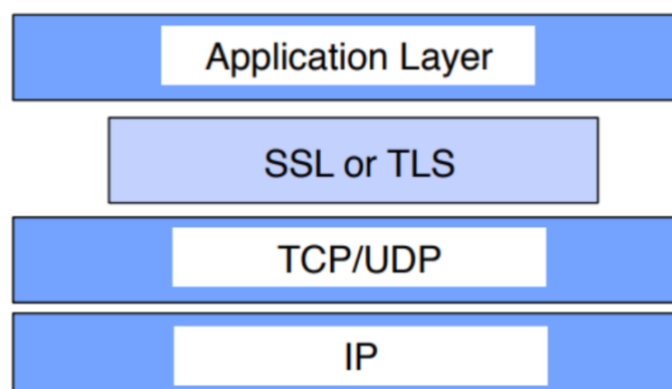 Application Layer
SSL or TLS
TCP/UDP
IP